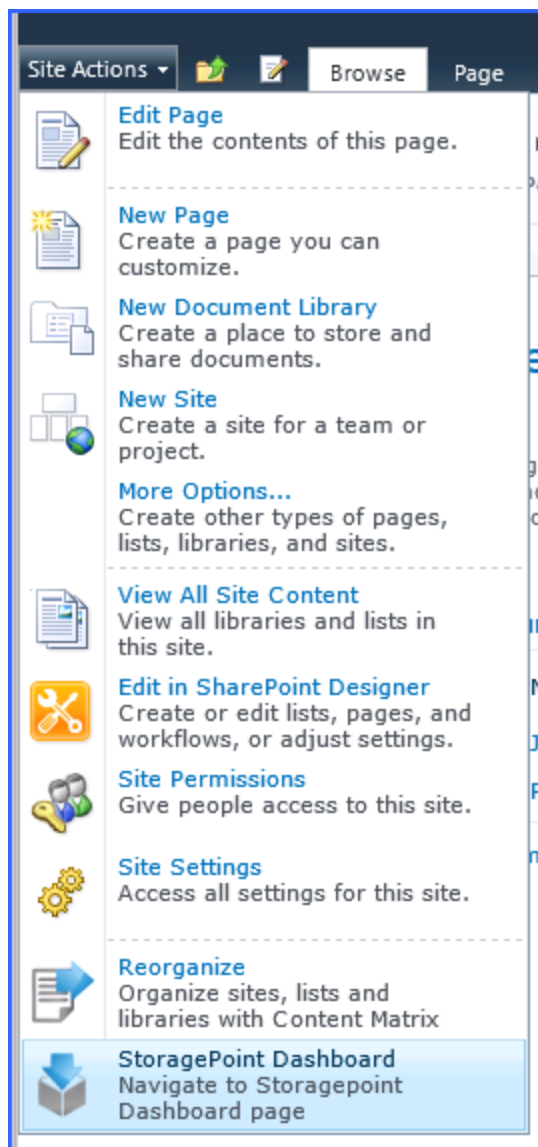 Site Actions Browse Page
Edit Page
Edit the contents of this page.
New Page
Create a page you can
customize.
New Document Library
Create a place to store and
share documents.
New Site
Create a site for a team or
project.
More Options...
Create other types of pages,
lists, libraries, and sites.
View All Site Content
View all libraries and lists in
this site.
Edit in SharePoint Designer
Create or edit lists, pages, and
workflows, or adjust settings.
Site Permissions
Give people access to this site.
Site Settings
Access all settings for this site.
Reorganize
Organize sites, lists and
libraries with Content Matrix
StoragePoint Dashboard
Navigate to Storagepoint
Dashboard page